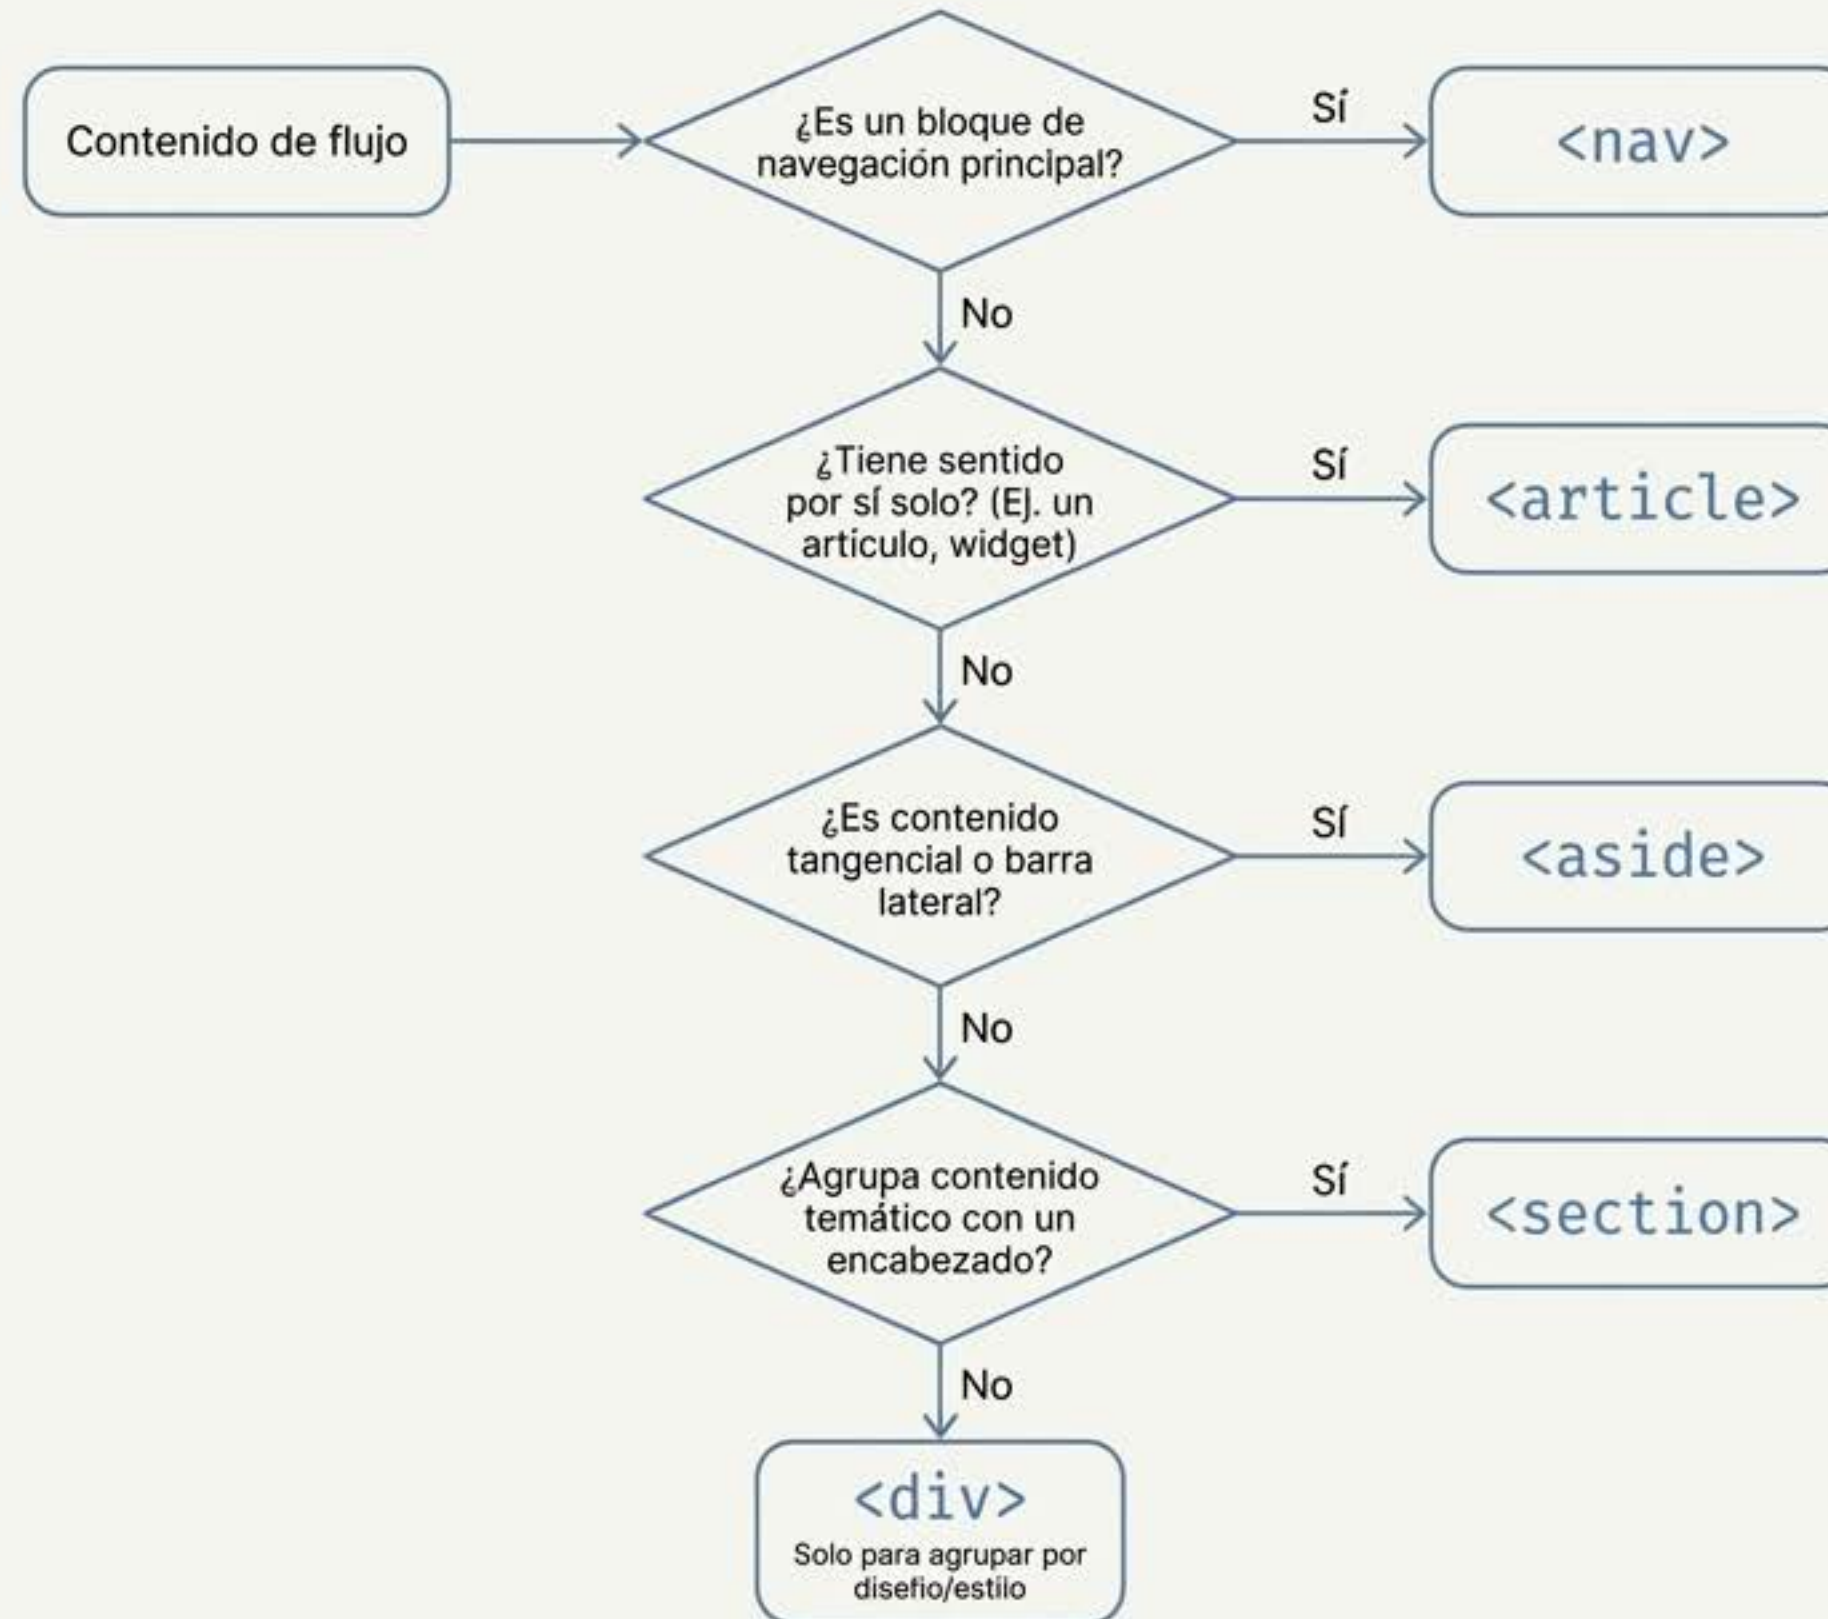 Contenido de flujo
¿Es un bloque de
navegación principal?
Sí
<nav>
No
¿Tiene sentido
por sí solo? (Ej. un
artículo, widget)
Sí
<article>
No
¿Es contenido
tangencial o barra
lateral?
Sí
<aside>
No
¿Agrupa contenido
temático con un
encabezado?
Sí
<section>
No
<div>
Solo para agrupar por
disefio/estilo